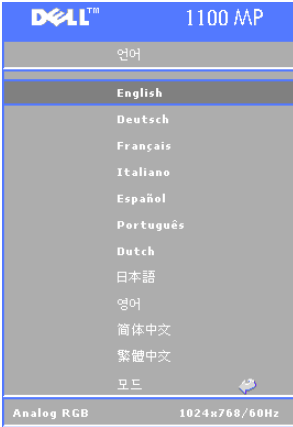 DELL™ 1100 MP
언어
English
Deutsch
Français
Italiano
Español
Português
Dutch
日本語
영어
简体中文
繁體中文
모드
Analog RGB 1024x768/60Hz